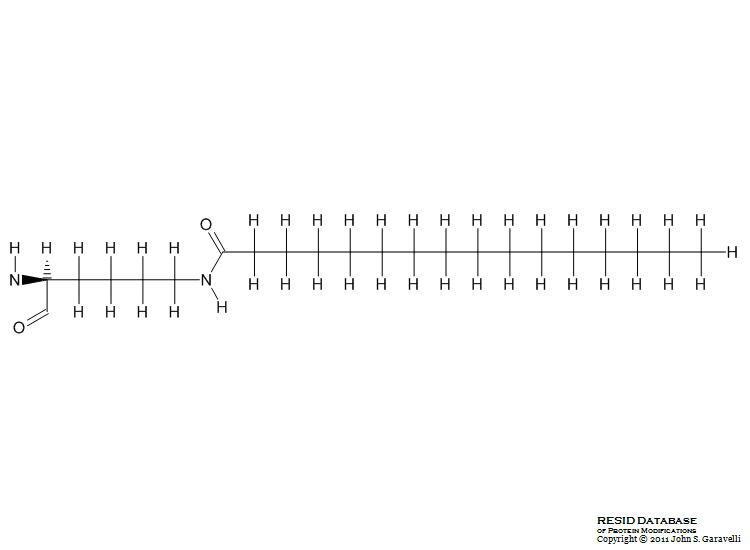 O H H H H H H H H H H H H H H H
H H H H H H H
N N H H H H H H H H H H H H H H H
H H H H H
O
RESID Database
of Protein Modifications
Copyright © 2011 John S. Garavelli